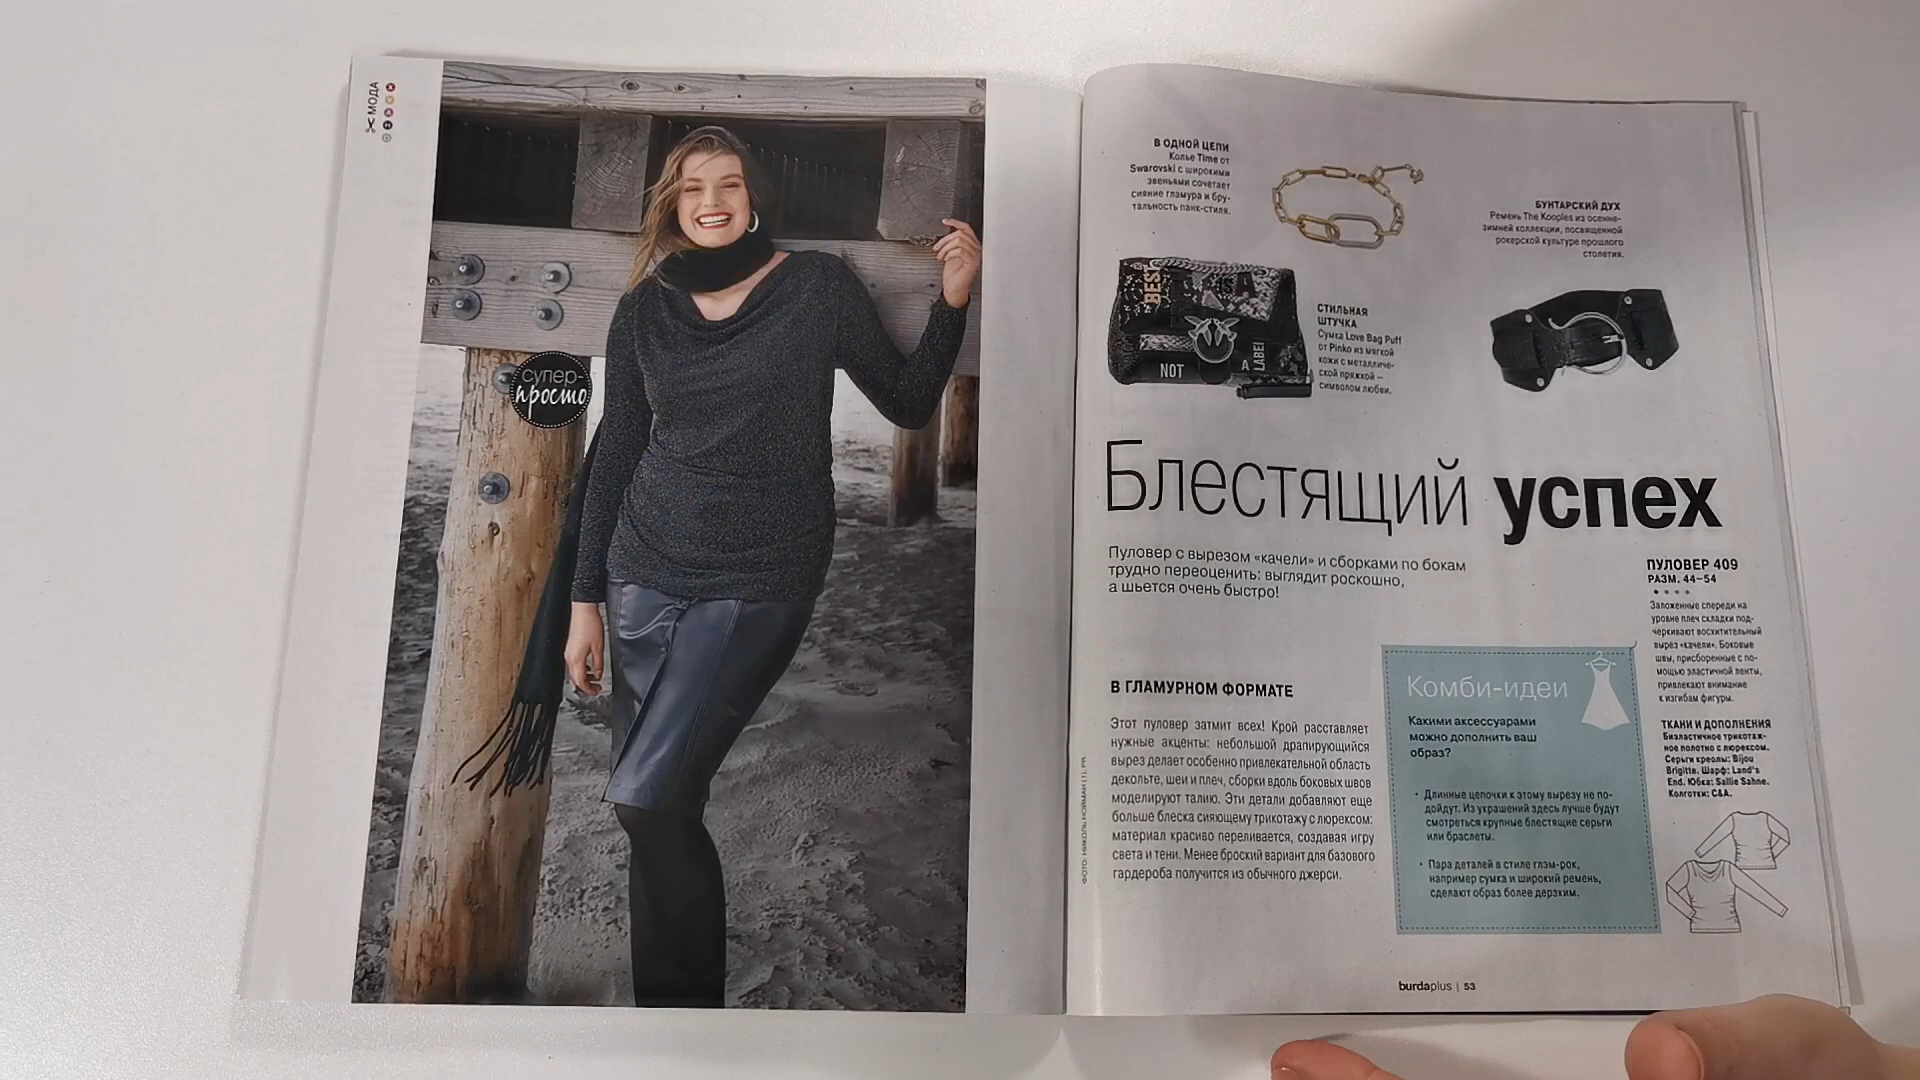 МОДА
супер-
просто
В ОДНОЙ ЦЕПИ
Колье Time от
Swarovski с широкими
звеньями сочетает
сияние гламура и бру-
тальность панк-стиля.
БУНТАРСКИЙ ДУХ
Ремень The Kooples из осенне-
зимней коллекции, посвященной
рокерской культуре прошлого
столетия.
BEST
IS A
NOT
A
LABEL
СТИЛЬНАЯ
ШТУЧКА
Сумка Love Bag Puff
от Pinko из мягкой
кожи с металличе-
ской пряжкой –
символом любви.
Блестящий успех
Пуловер с вырезом «качели» и сборками по бокам
трудно переоценить: выглядит роскошно,
а шьется очень быстро!
В ГЛАМУРНОМ ФОРМАТЕ
Этот пуловер затмит всех! Крой расставляет
нужные акценты: небольшой драпирующийся
вырез делает особенно привлекательной область
декольте, шеи и плеч, сборки вдоль боковых швов
моделируют талию. Эти детали добавляют еще
больше блеска сияющему трикотажу с люрексом:
материал красиво переливается, создавая игру
света и тени. Менее броский вариант для базового
гардероба получится из обычного джерси.
ФОТО: НИКОЛЬ НОЙМАН (1), PR.
Комби-идеи
Какими аксессуарами
можно дополнить ваш
образ?
• Длинные цепочки к этому вырезу не по-
дойдут. Из украшений здесь лучше будут
смотреться крупные блестящие серьги
или браслеты.
• Пара деталей в стиле глэм-рок,
например сумка и широкий ремень,
сделают образ более дерзким.
ПУЛОВЕР 409
РАЗМ. 44–54
Заложенные спереди на
уровне плеч складки под-
черкивают восхитительный
вырез «качели». Боковые
швы, присборенные с по-
мощью эластичной ленты,
привлекают внимание
к изгибам фигуры.
ТКАНИ И ДОПОЛНЕНИЯ
Биэластичное трикотаж-
ное полотно с люрексом.
Серьги креолы: Bijou
Brigitte. Шарф: Land's
End. Юбка: Sallie Sahne.
Колготки: C&A.
burdaplus | 53